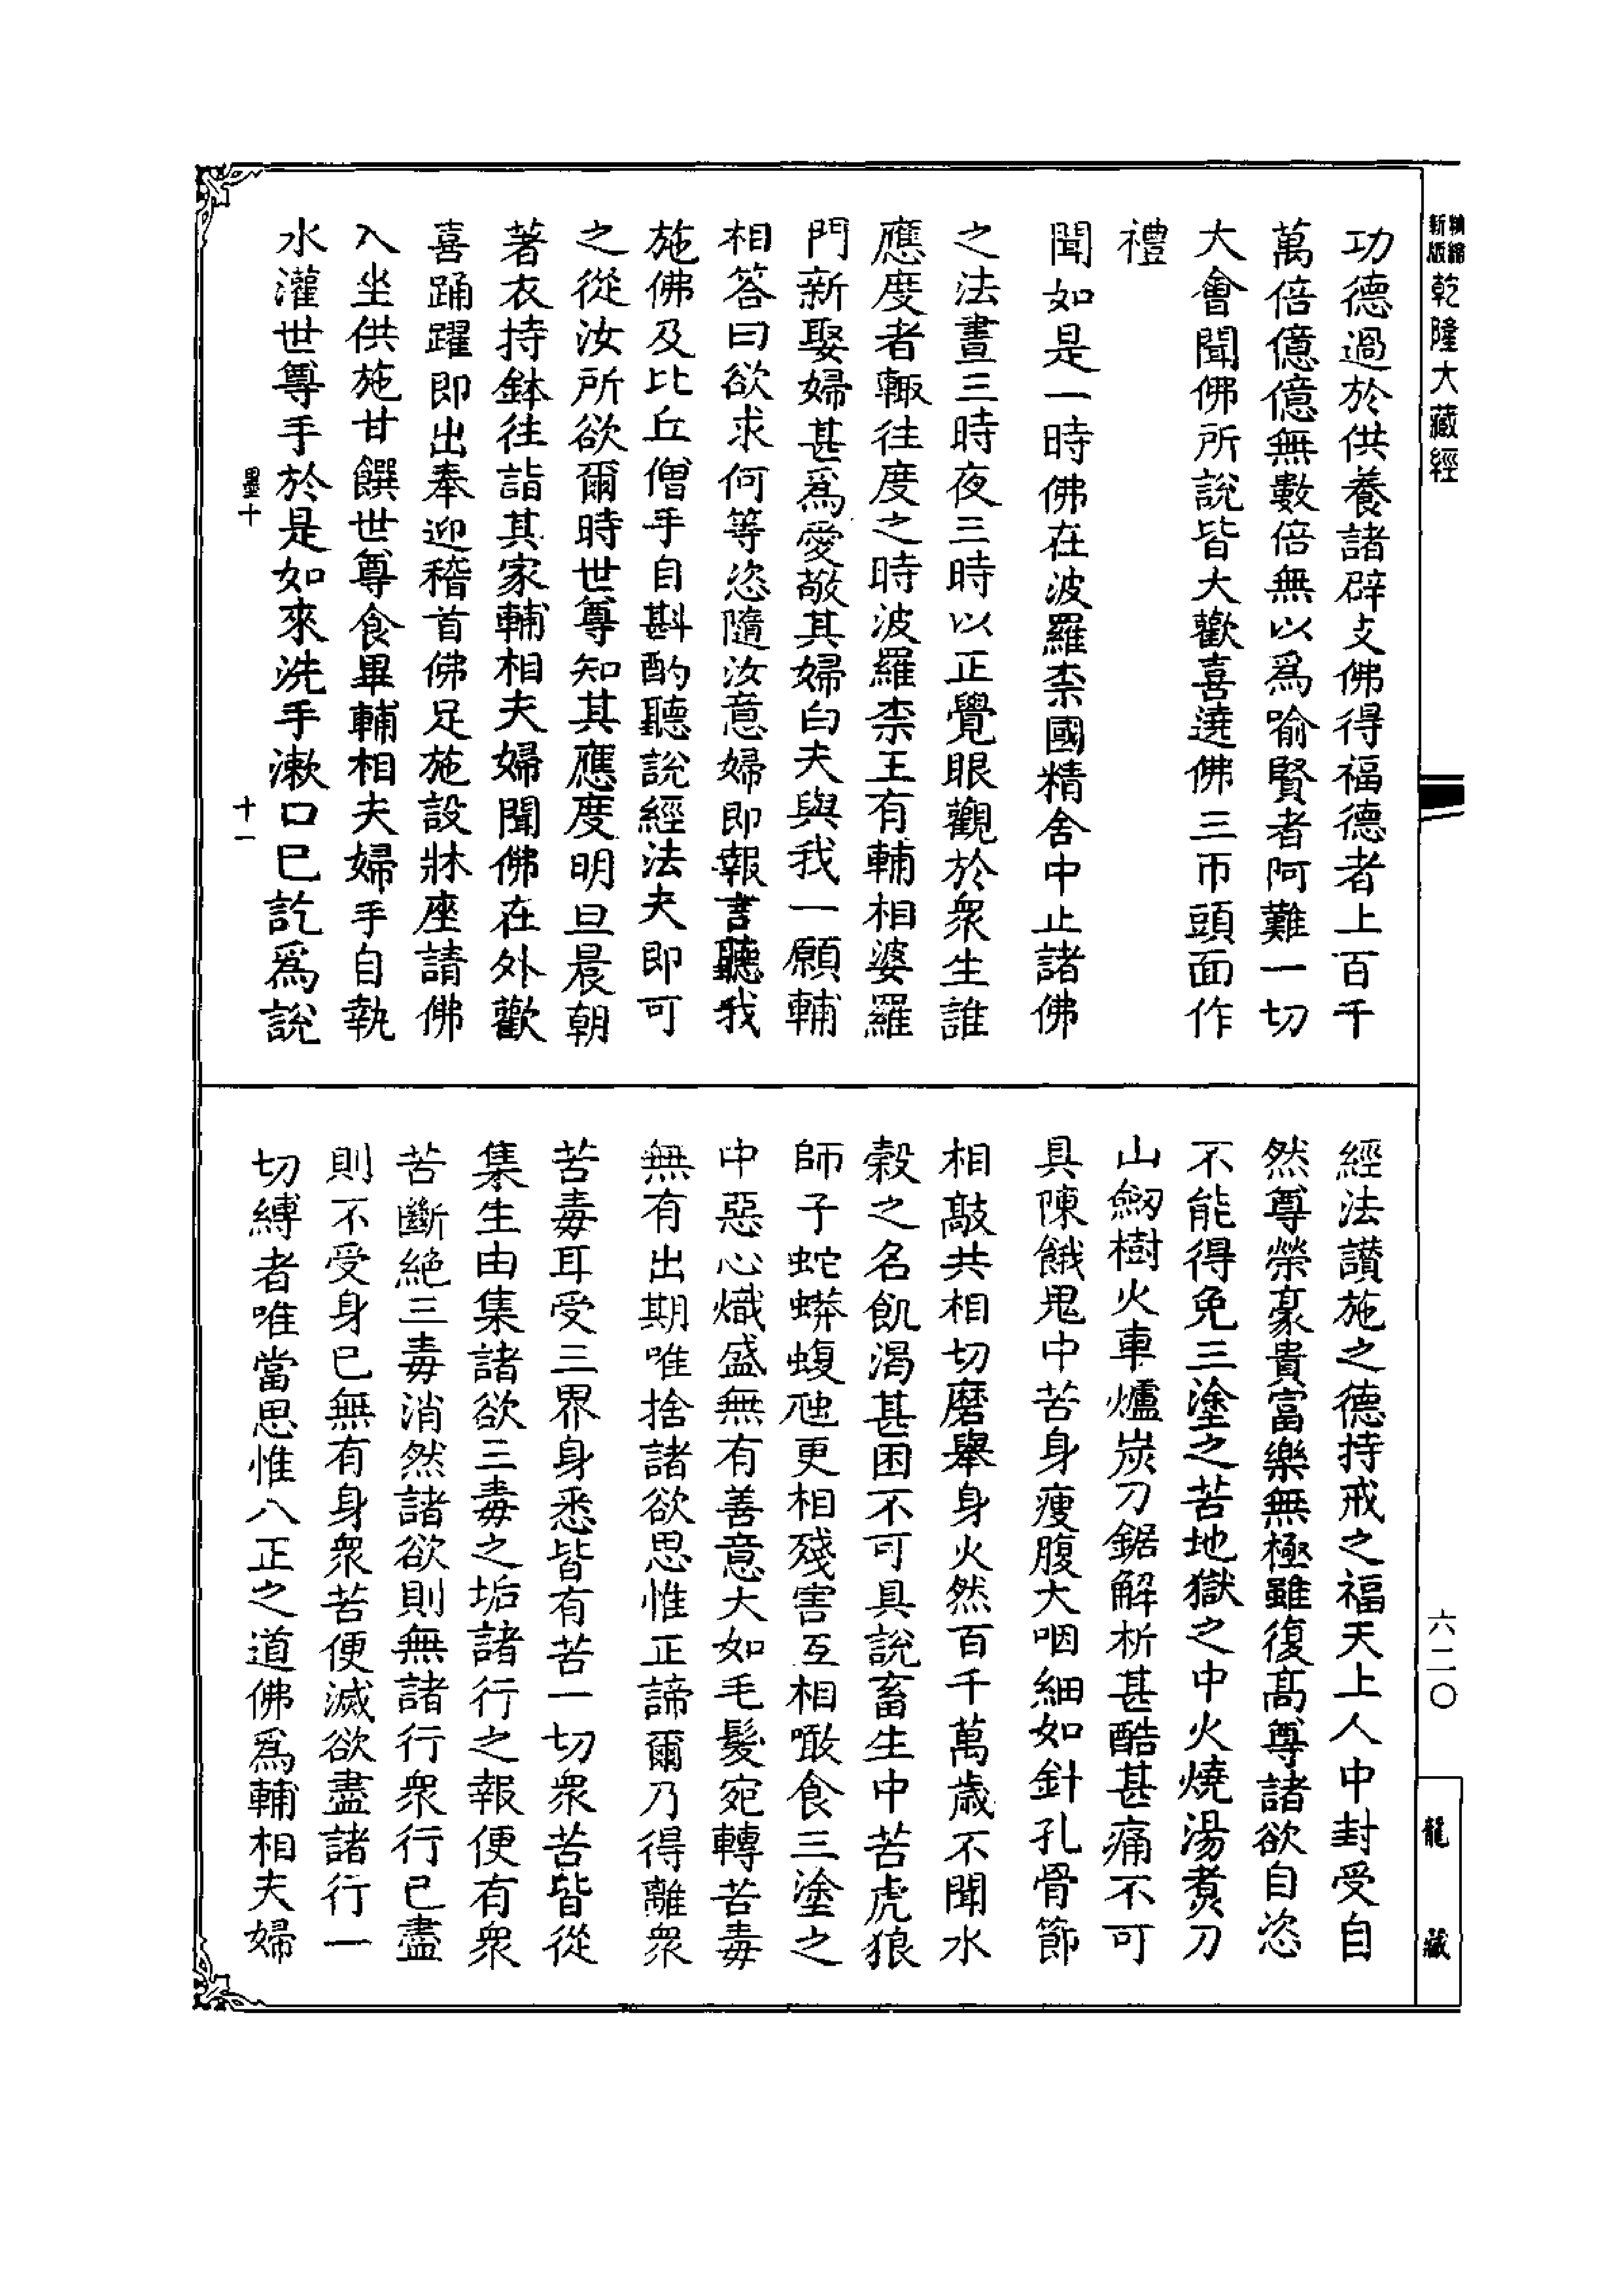 新版
精縮
乾隆大藏經
功德過於供養諸辟支佛得福德者上百千
萬倍億億無數倍無以爲喻賢者阿難一切
大會聞佛所說皆大歡喜遶佛三帀頭面作
禮
聞如是一時佛在波羅柰國精舍中止諸佛
之法晝三時夜三時以正覺眼觀於衆生誰
應度者輙往度之時波羅柰王有輔相婆羅
門新娶婦甚爲愛敬其婦白夫與我一願輔
相答曰欲求何等恣隨汝意婦即報言聽我
施佛及比丘僧手自斟酌聽說經法夫即可
之從汝所欲爾時世尊知其應度明旦晨朝
著衣持鉢往詣其家輔相夫婦聞佛在外歡
喜踊躍即出奉迎稽首佛足施設牀座請佛
入坐供施甘饌世尊食畢輔相夫婦手自執
水灌世尊手於是如來洗手漱口已訖爲說
墨十
十一
經法讚施之德持戒之福天上人中封受自
然尊榮豪貴富樂無極雖復高尊諸欲自恣
不能得免三塗之苦地獄之中火燒湯煑刀
山劒樹火車爐炭刀鋸解析甚酷甚痛不可
具陳餓鬼中苦身瘦腹大咽細如針孔骨節
相敲共相切磨舉身火然百千萬歲不聞水
穀之名飢渴甚困不可具說畜生中苦虎狼
師子蛇蟒蝮虺更相殘害互相噉食三塗之
中惡心熾盛無有善意大如毛髮宛轉苦毒
無有出期唯捨諸欲思惟正諦爾乃得離衆
苦毒耳受三界身悉皆有苦一切衆苦皆從
集生由集諸欲三毒之垢諸行之報便有衆
苦斷絶三毒消然諸欲則無諸行衆行已盡
則不受身已無有身衆苦便滅欲盡諸行一
切縛者唯當思惟八正之道佛爲輔相夫婦
六二〇
龍藏